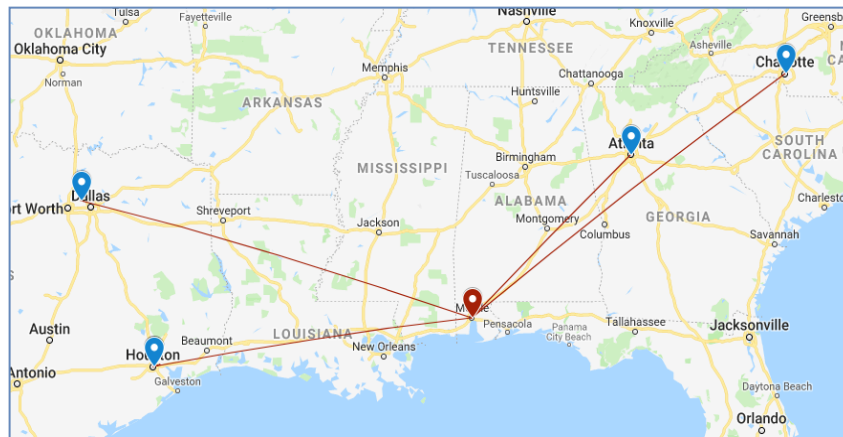 Nashville
Tulsa
Fayetteville
Knoxville
Greensb
OKLAHOMA
Oklahoma City
TENNESSEE
Asheville
Charlotte
N
CA
Norman
Memphis
Chattanooga
Huntsville
ARKANSAS
Atlanta
SOUTH
CAROLINA
MISSISSIPPI
Birmingham
Tuscaloosa
ALABAMA
Charlesto
ort Worth
Dallas
Shreveport
Jackson
Montgomery
GEORGIA
Columbus
Savannah
Mobile
Austin
LOUISIANA
Pensacola
Panama
City Beach
Tallahassee
Jacksonville
Beaumont
Houston
New Orleans
Antonio
Galveston
Daytona Beach
Orlando